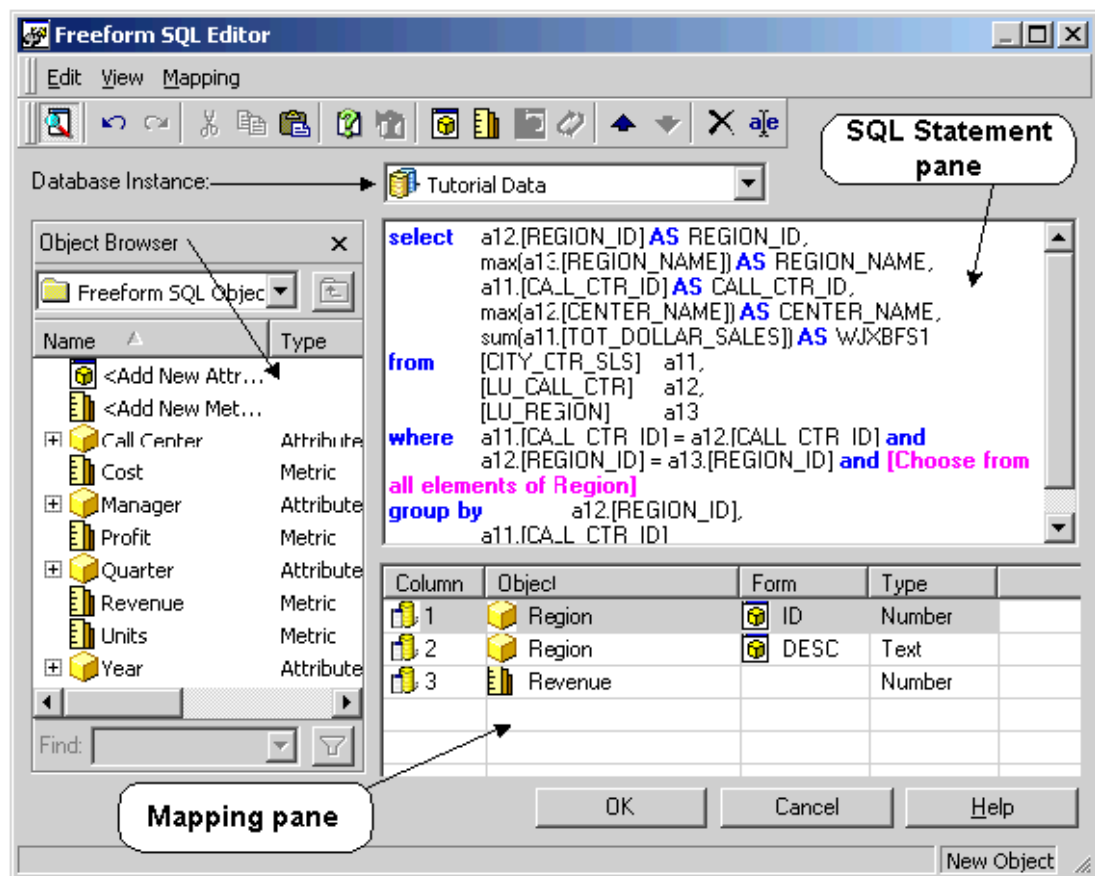 Freeform SQL Editor
Edit View Mapping
SQL Statement
pane
Database Instance:
Tutorial Data
Object Browser
Freeform SQL Objec
Name Type
<Add New Attr...
<Add New Met...
Call Center Attribute
Cost Metric
Manager Attribute
Profit Metric
Quarter Attribute
Revenue Metric
Units Metric
Year Attribute
Find:
select a12.[REGION_ID] AS REGION_ID,
max(a13.[REGION_NAME]) AS REGION_NAME,
a11.[CALL_CTR_ID] AS CALL_CTR_ID,
max(a12.[CENTER_NAME]) AS CENTER_NAME,
sum(a11.[TOT_DOLLAR_SALES]) AS WJXBFS1
from [CITY_CTR_SLS] a11,
[LU_CALL_CTR] a12,
[LU_REGION] a13
where a11.[CALL_CTR_ID] = a12.[CALL_CTR_ID] and
a12.[REGION_ID] = a13.[REGION_ID] and [Choose from
all elements of Region]
group by a12.[REGION_ID],
a11.[CALL_CTR_ID]
Column Object Form Type
1 Region ID Number
2 Region DESC Text
3 Revenue Number
Mapping pane
OK Cancel Help
New Object